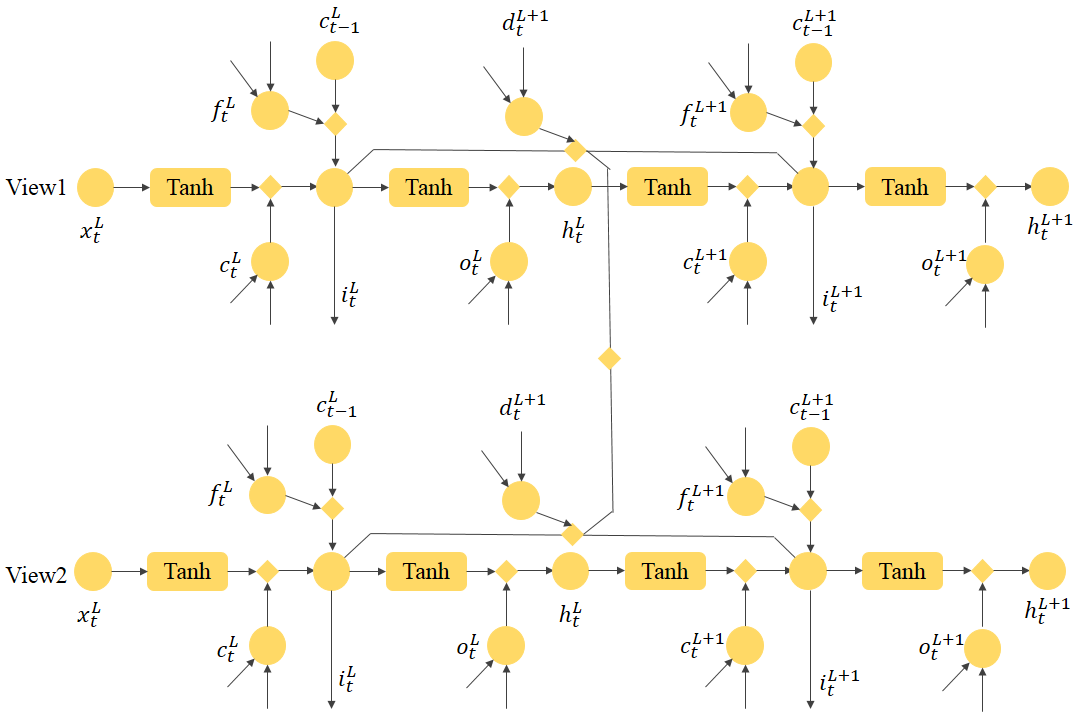 c_{t-1}^{L} d_t^{L+1} c_{t-1}^{L+1}
f_t^L f_t^{L+1}
View1 Tanh Tanh Tanh Tanh
x_t^L h_t^L h_t^{L+1}
c_t^L o_t^L c_t^{L+1} o_t^{L+1}
i_t^L i_t^{L+1}
c_{t-1}^{L} d_t^{L+1} c_{t-1}^{L+1}
f_t^L f_t^{L+1}
View2 Tanh Tanh Tanh Tanh
x_t^L h_t^L h_t^{L+1}
c_t^L o_t^L c_t^{L+1} o_t^{L+1}
i_t^L i_t^{L+1}